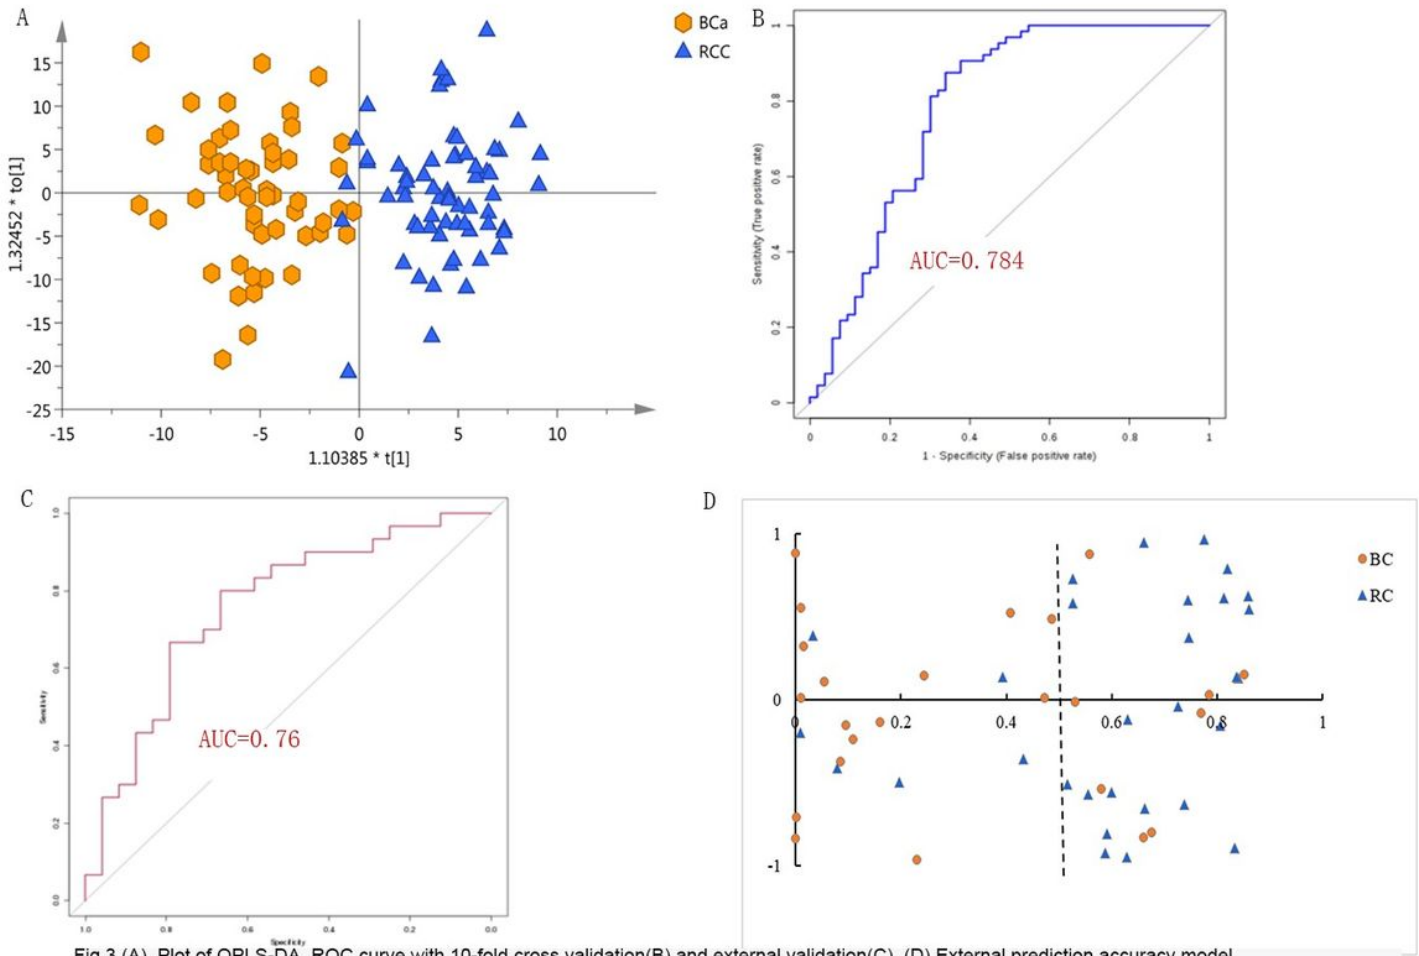 A
BCa
RCC
15
10
5
0
-5
-10
-15
-20
-25
-15 -10 -5 0 5 10
1.32452 * to[1]
1.10385 * t[1]
B
Sensitivity (True positive rate)
1
0.8
0.6
0.4
0.2
0
AUC=0.784
0 0.2 0.4 0.6 0.8 1
1 - Specificity (False positive rate)
C
Sensitivity
1.0
0.8
0.6
0.4
0.2
0.0
AUC=0.76
1.0 0.8 0.6 0.4 0.2 0.0
Specificity
D
BC
RC
1
0
-1
0 0.2 0.4 0.6 0.8 1
Fig 3 (A) Plot of OPLS-DA. ROC curve with 10-fold cross validation(B) and external validation(C). (D) External prediction accuracy model